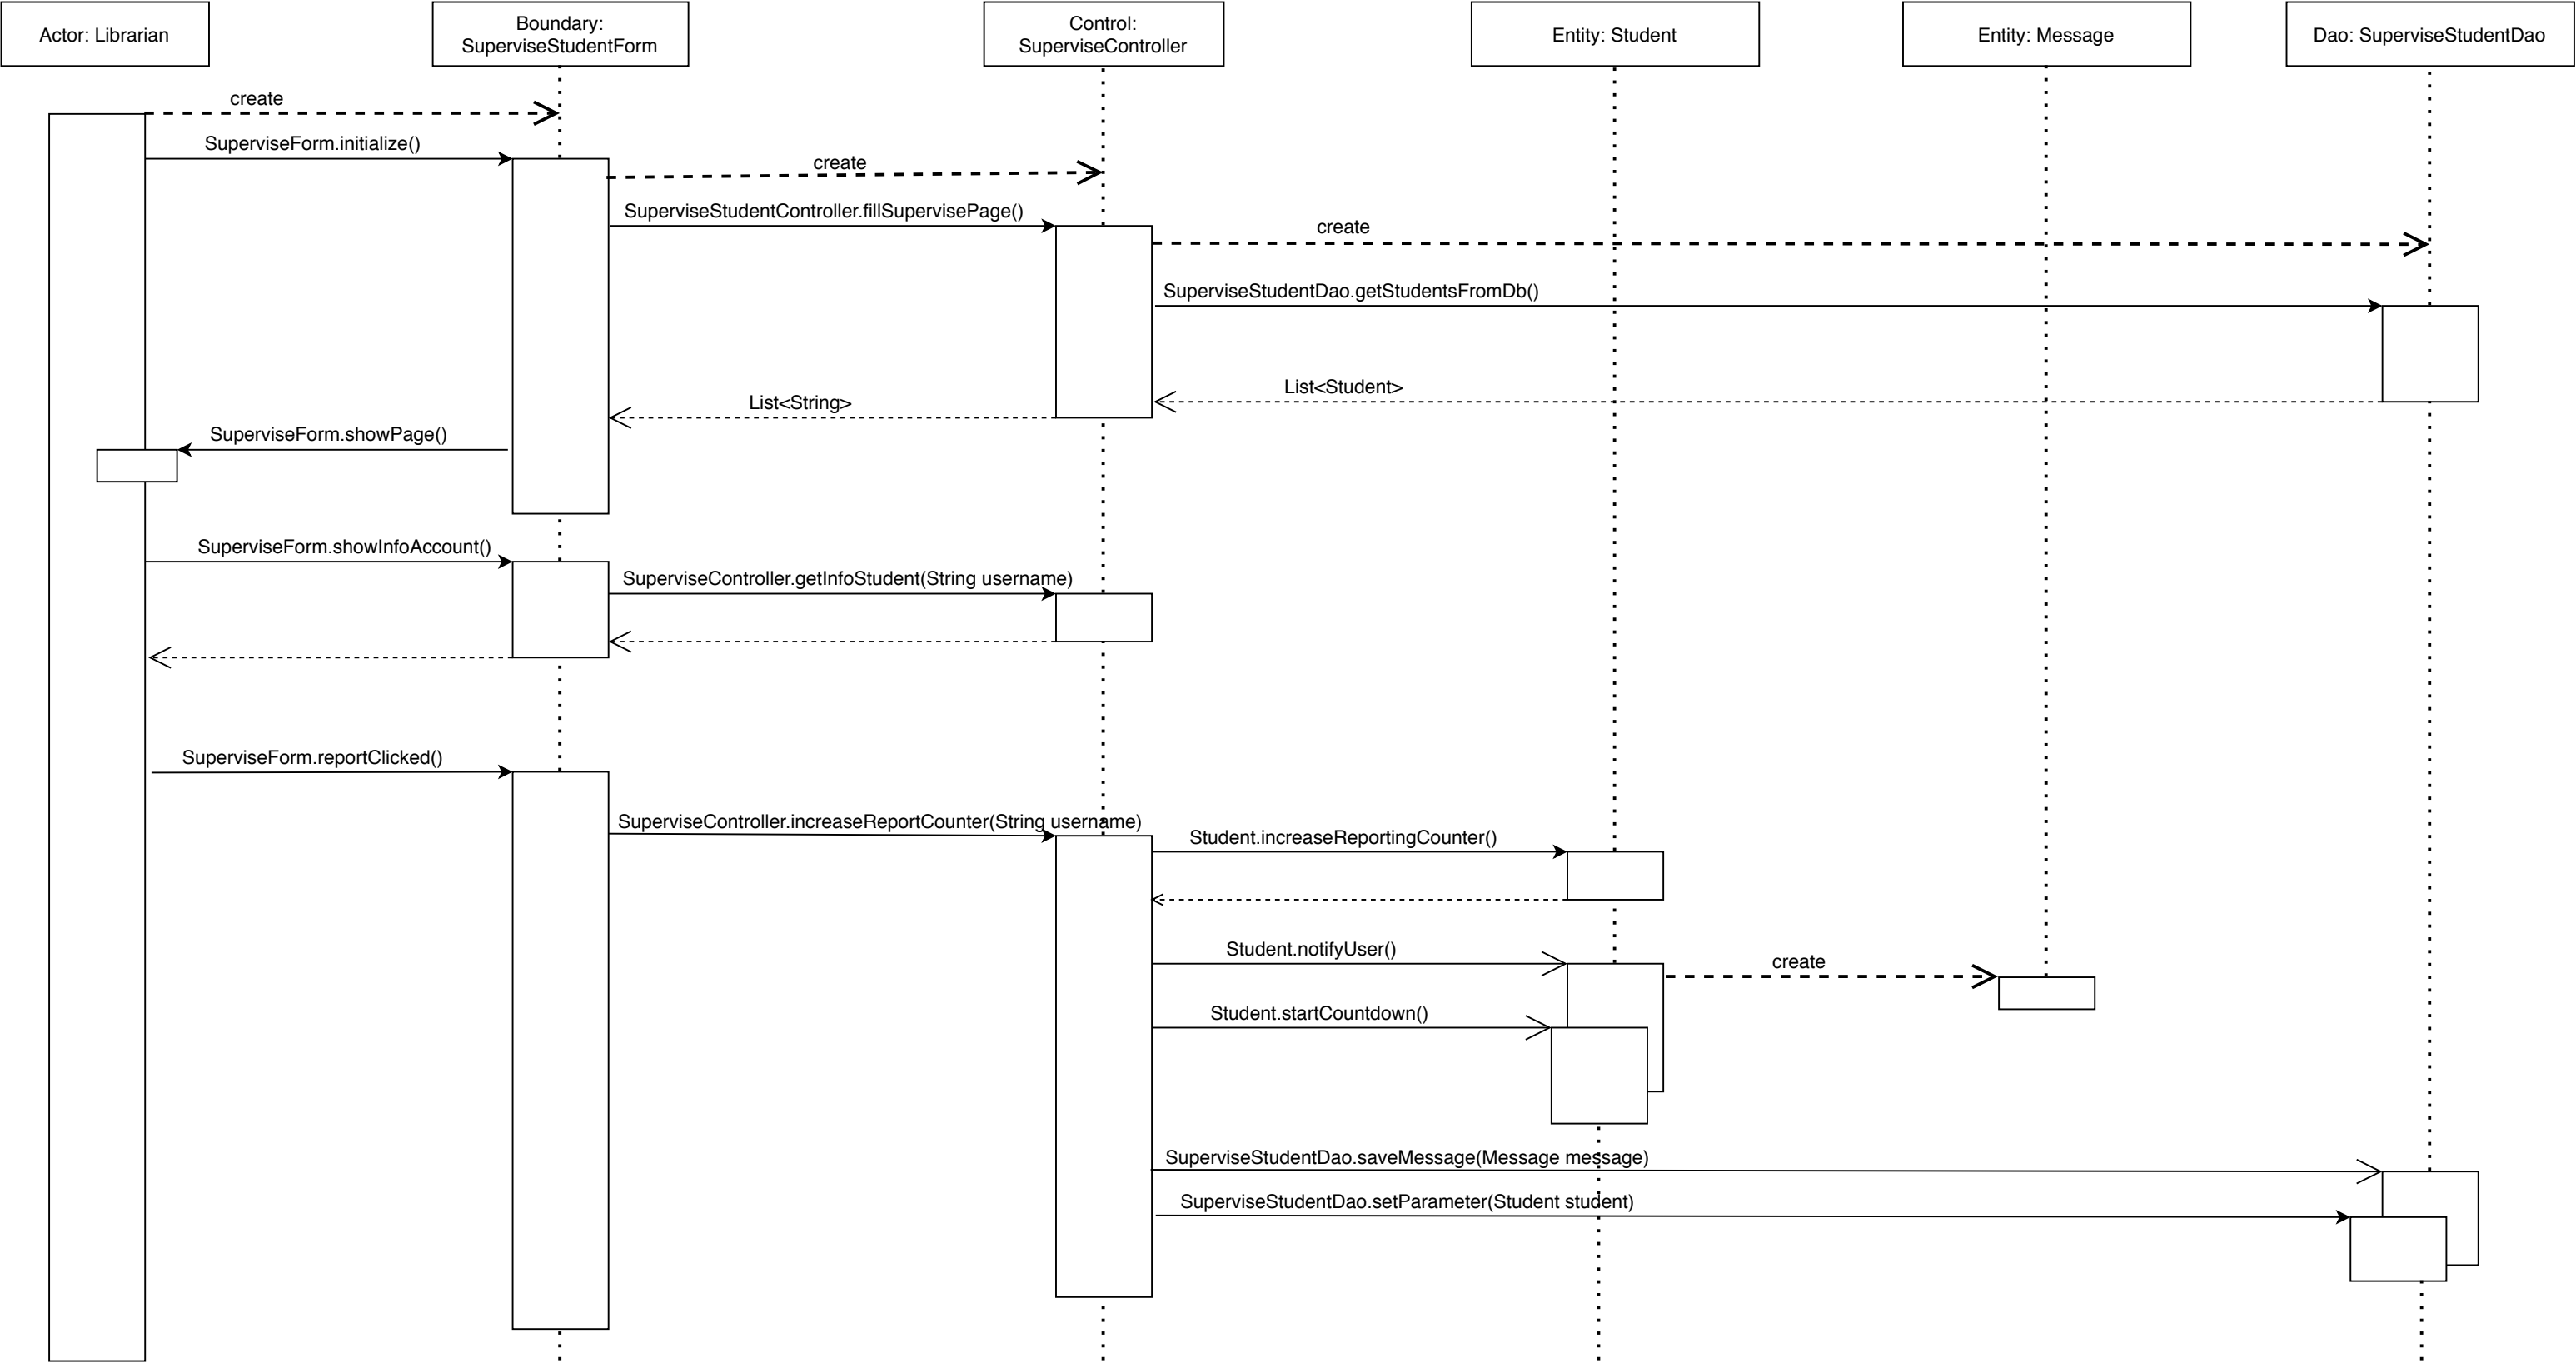 Actor: Librarian
Boundary:
SuperviseStudentForm
Control:
SuperviseController
Entity: Student
Entity: Message
Dao: SuperviseStudentDao
create
SuperviseForm.initialize()
create
SuperviseStudentController.fillSupervisePage()
create
SuperviseStudentDao.getStudentsFromDb()
List<Student>
List<String>
SuperviseForm.showPage()
SuperviseForm.showInfoAccount()
SuperviseController.getInfoStudent(String username)
SuperviseForm.reportClicked()
SuperviseController.increaseReportCounter(String username)
Student.increaseReportingCounter()
Student.notifyUser()
create
Student.startCountdown()
SuperviseStudentDao.saveMessage(Message message)
SuperviseStudentDao.setParameter(Student student)